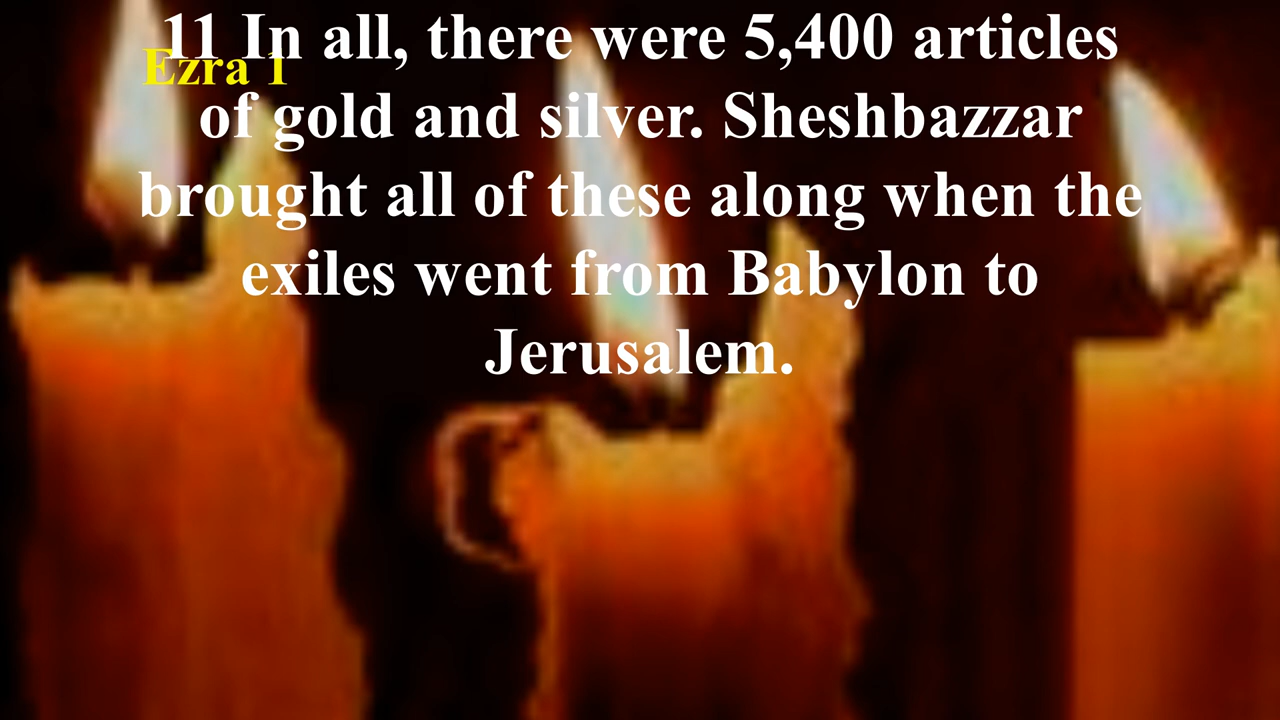 11 In all, there were 5,400 articles
Ezra 1
of gold and silver. Sheshbazzar
brought all of these along when the
exiles went from Babylon to
Jerusalem.